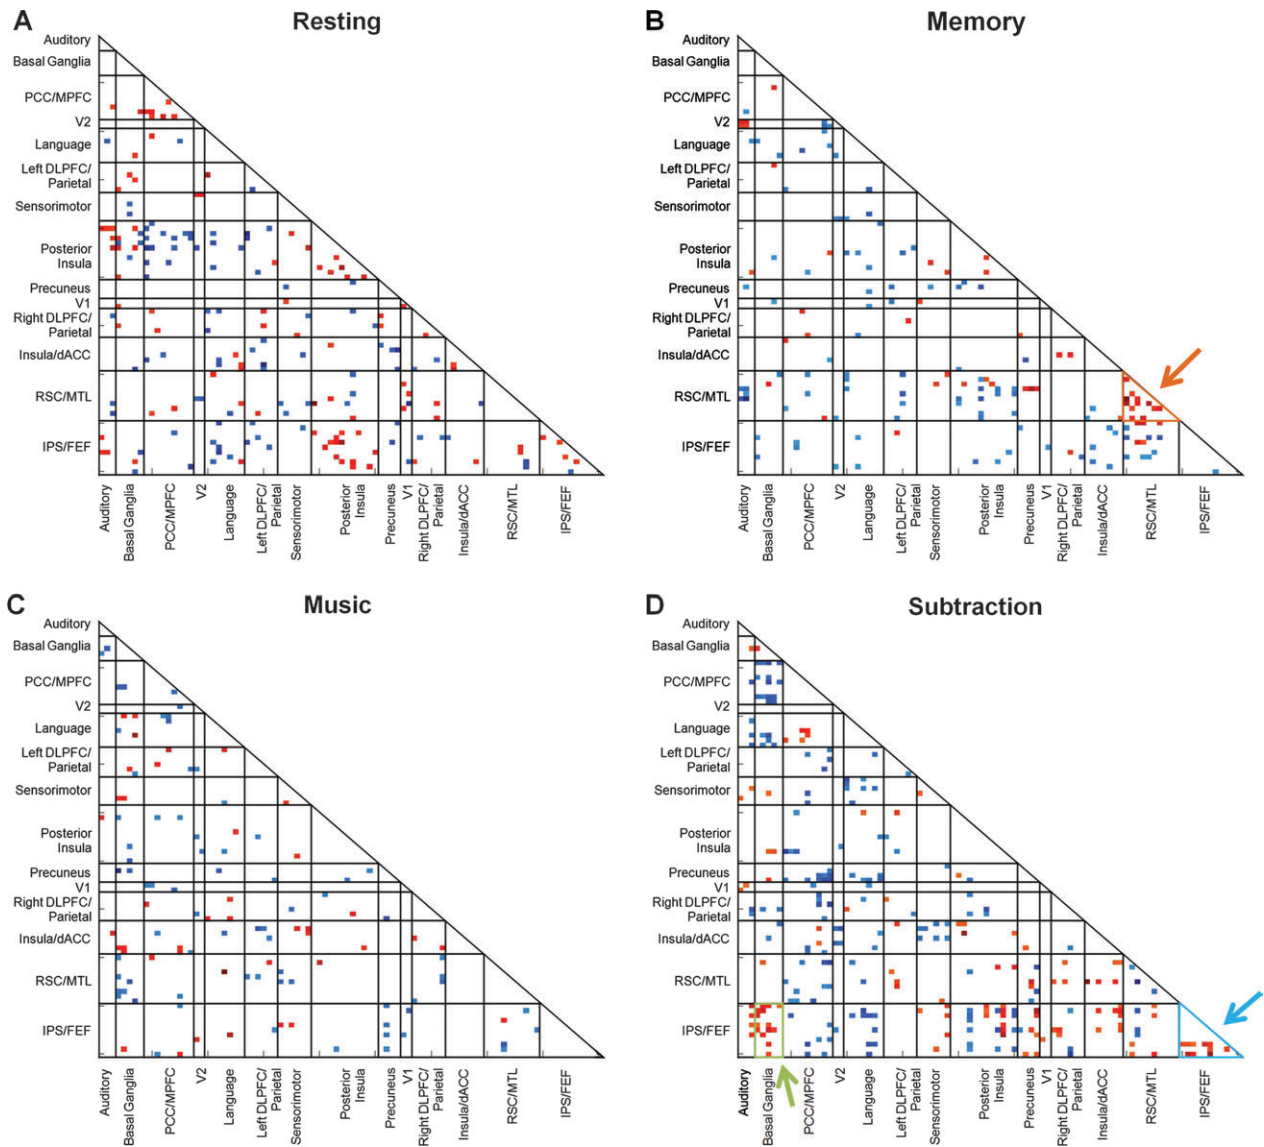 A
Resting
Auditory
Basal Ganglia
PCC/MPFC
V2
Language
Left DLPFC/
Parietal
Sensorimotor
Posterior
Insula
Precuneus
V1
Right DLPFC/
Parietal
Insula/dACC
RSC/MTL
IPS/FEF
Auditory
Basal Ganglia
PCC/MPFC
V2
Language
Left DLPFC/
Parietal
Sensorimotor
Posterior
Insula
Precuneus
V1
Right DLPFC/
Parietal
Insula/dACC
RSC/MTL
IPS/FEF
B
Memory
Auditory
Basal Ganglia
PCC/MPFC
V2
Language
Left DLPFC/
Parietal
Sensorimotor
Posterior
Insula
Precuneus
V1
Right DLPFC/
Parietal
Insula/dACC
RSC/MTL
IPS/FEF
Auditory
Basal Ganglia
PCC/MPFC
V2
Language
Left DLPFC/
Parietal
Sensorimotor
Posterior
Insula
Precuneus
V1
Right DLPFC/
Parietal
Insula/dACC
RSC/MTL
IPS/FEF
C
Music
Auditory
Basal Ganglia
PCC/MPFC
V2
Language
Left DLPFC/
Parietal
Sensorimotor
Posterior
Insula
Precuneus
V1
Right DLPFC/
Parietal
Insula/dACC
RSC/MTL
IPS/FEF
Auditory
Basal Ganglia
PCC/MPFC
V2
Language
Left DLPFC/
Parietal
Sensorimotor
Posterior
Insula
Precuneus
V1
Right DLPFC/
Parietal
Insula/dACC
RSC/MTL
IPS/FEF
D
Subtraction
Auditory
Basal Ganglia
PCC/MPFC
V2
Language
Left DLPFC/
Parietal
Sensorimotor
Posterior
Insula
Precuneus
V1
Right DLPFC/
Parietal
Insula/dACC
RSC/MTL
IPS/FEF
Auditory
Basal Ganglia
PCC/MPFC
V2
Language
Left DLPFC/
Parietal
Sensorimotor
Posterior
Insula
Precuneus
V1
Right DLPFC/
Parietal
Insula/dACC
RSC/MTL
IPS/FEF